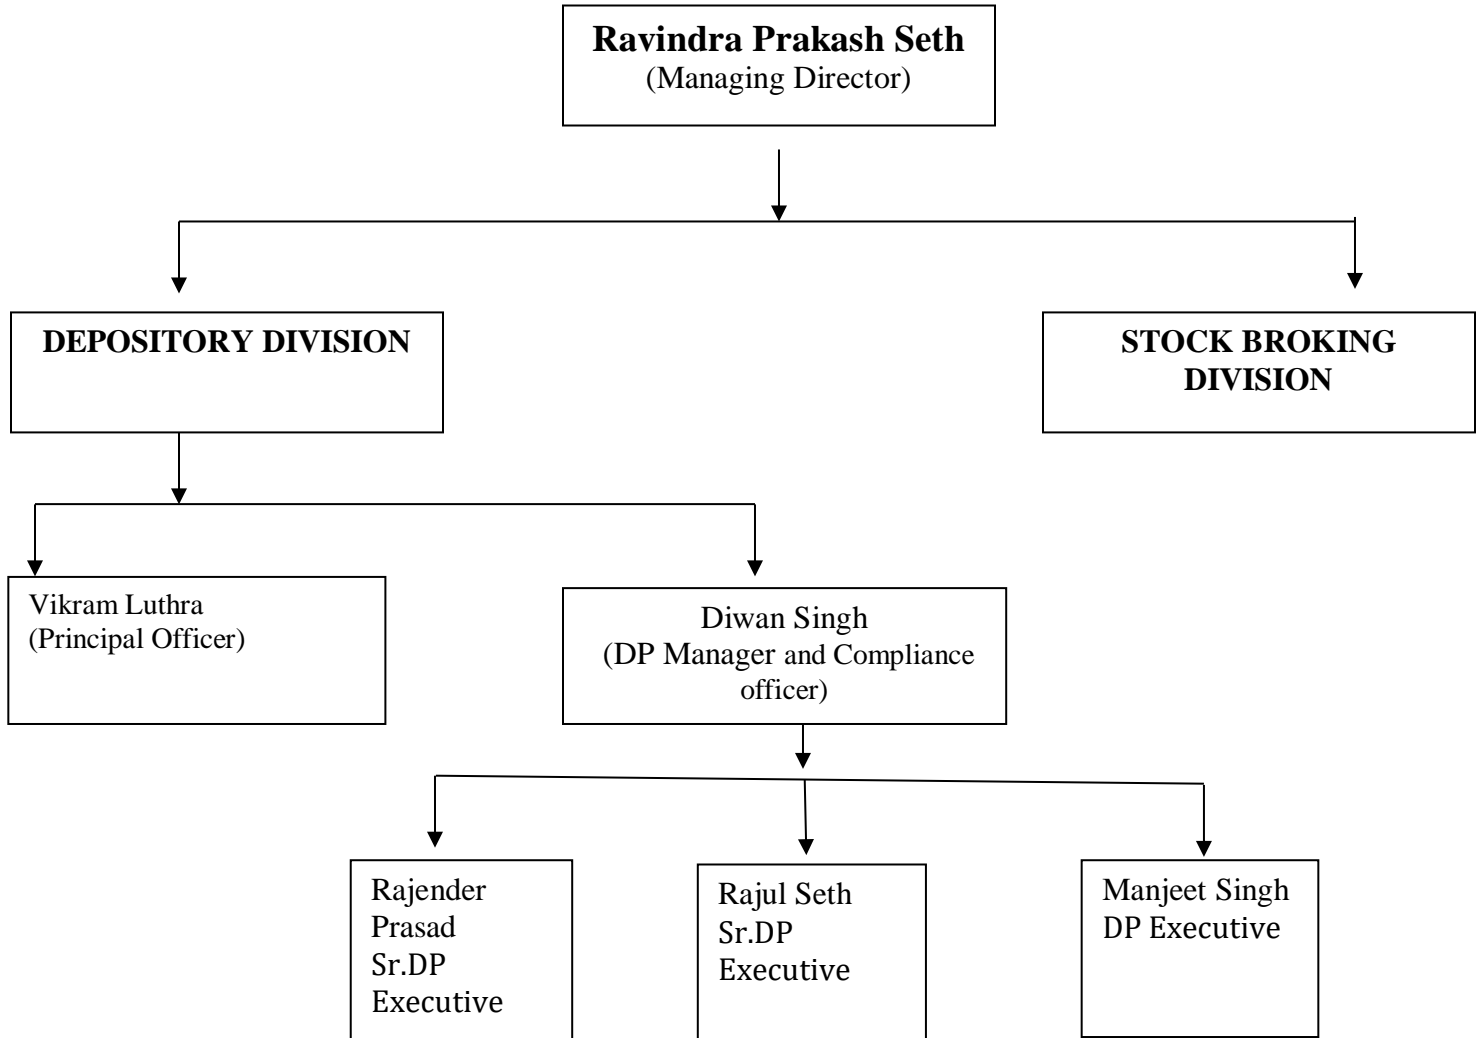 Ravindra Prakash Seth
(Managing Director)
DEPOSITORY DIVISION
STOCK BROKING
DIVISION
Vikram Luthra
(Principal Officer)
Diwan Singh
(DP Manager and Compliance
officer)
Rajender
Prasad
Sr.DP
Executive
Rajul Seth
Sr.DP
Executive
Manjeet Singh
DP Executive